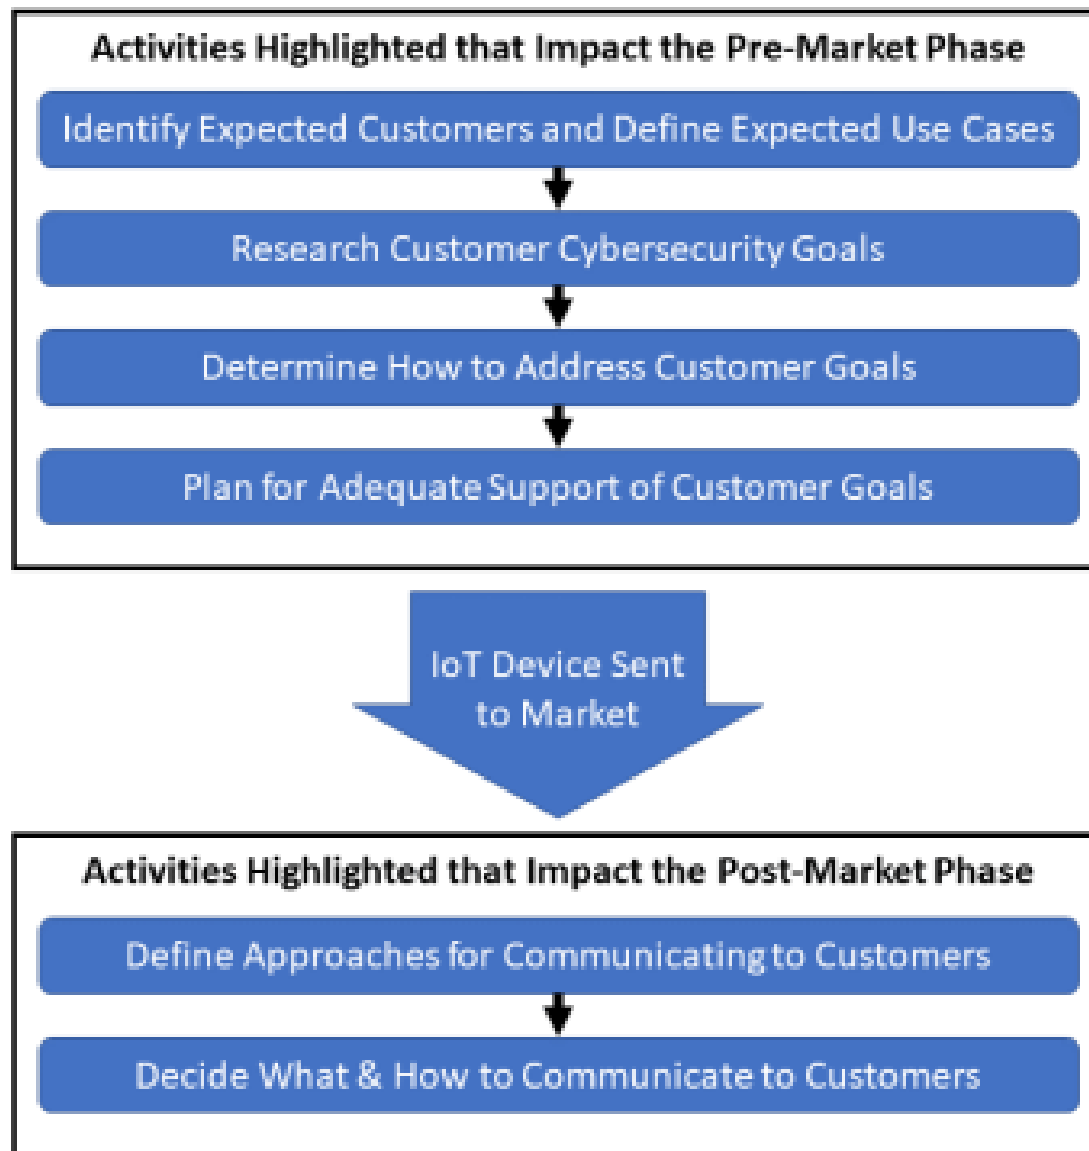 Activities Highlighted that Impact the Pre-Market Phase
Identify Expected Customers and Define Expected Use Cases
Research Customer Cybersecurity Goals
Determine How to Address Customer Goals
Plan for Adequate Support of Customer Goals
IoT Device Sent
to Market
Activities Highlighted that Impact the Post-Market Phase
Define Approaches for Communicating to Customers
Decide What & How to Communicate to Customers